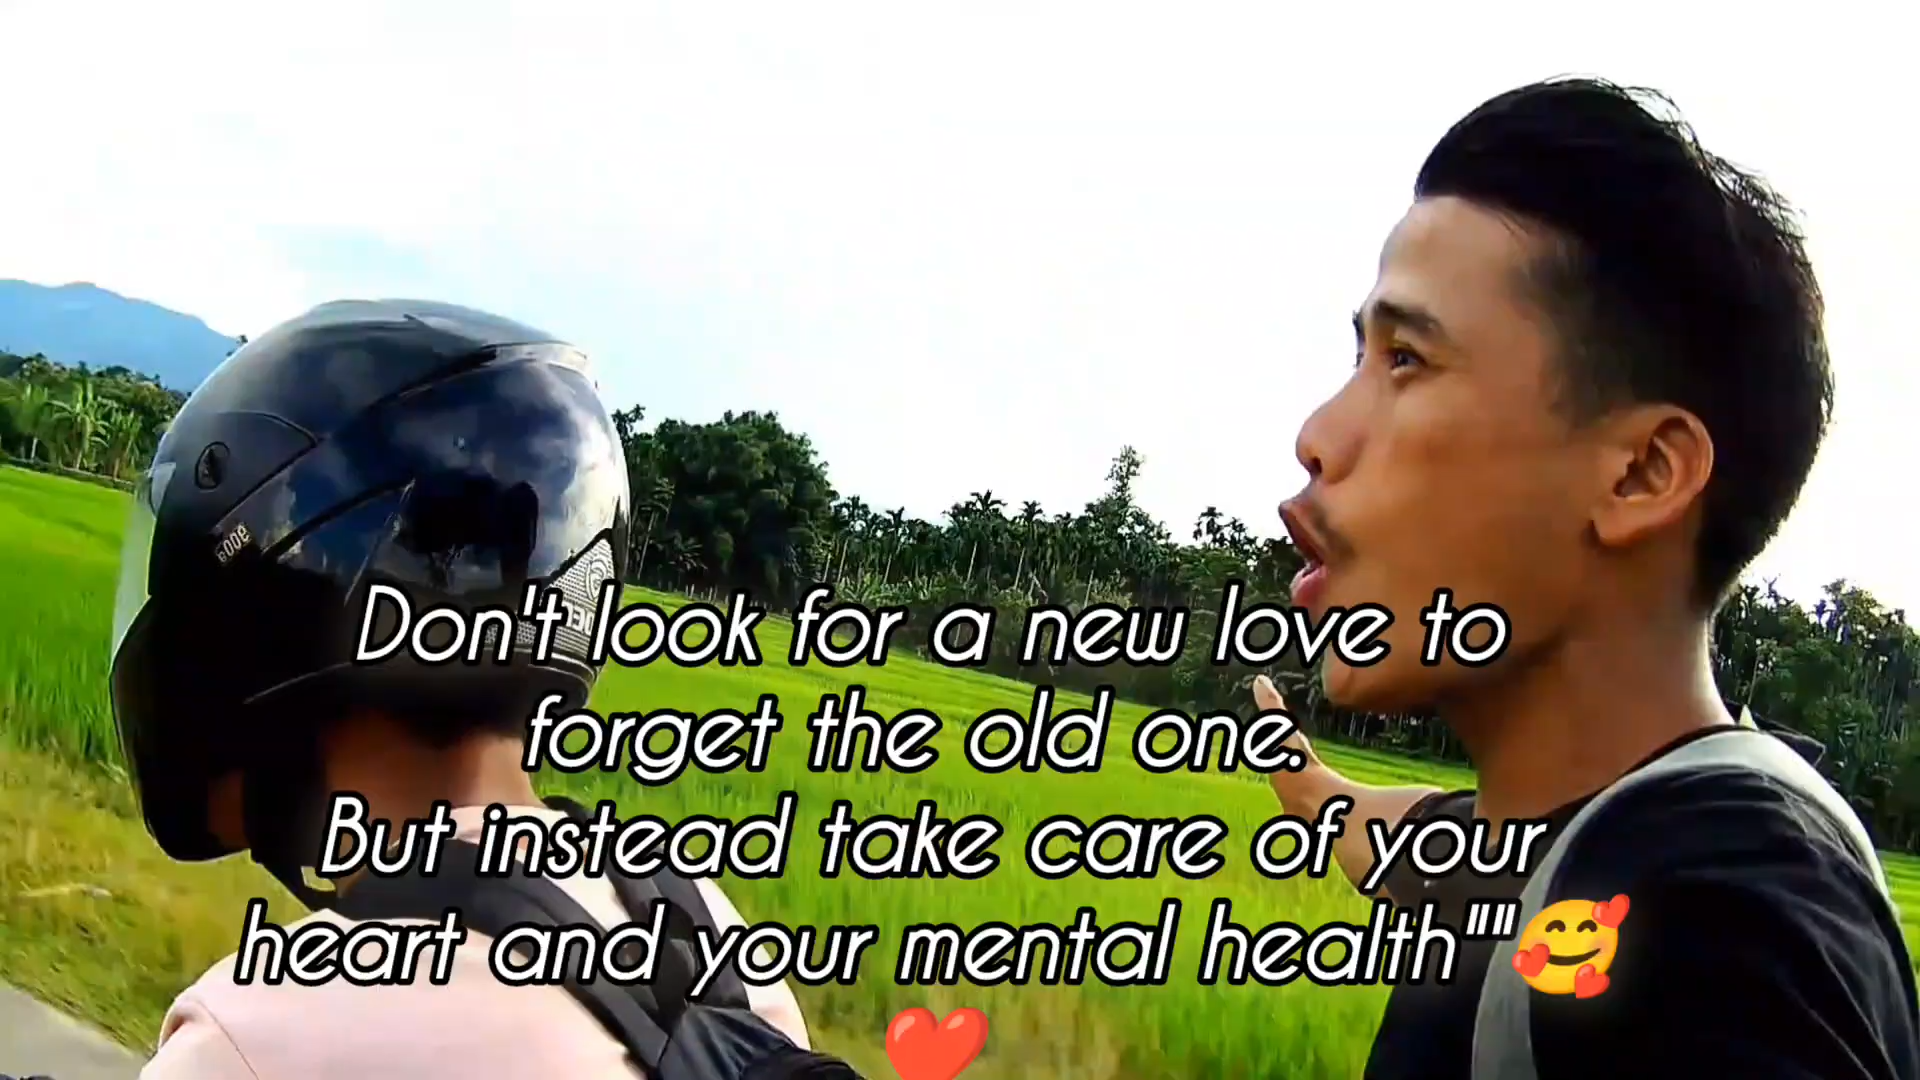 Don't look for a new love to
forget the old one.
But instead take care of your
heart and your mental health""🥰
❤️